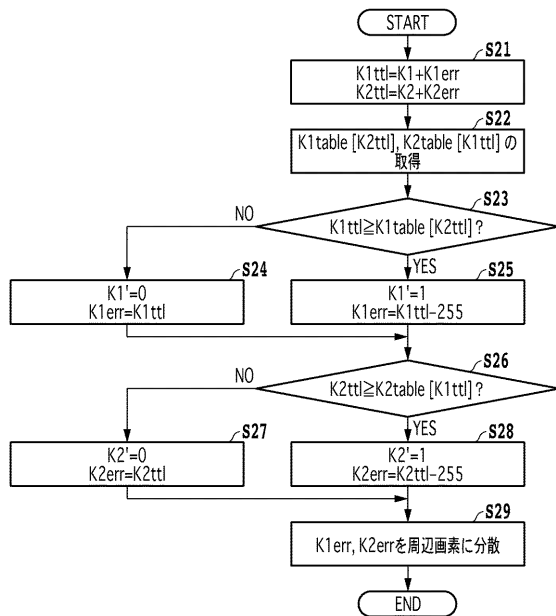 START
S21
K1ttl=K1+K1err
K2ttl=K2+K2err
S22
K1table [K2ttl], K2table [K1ttl] の
取得
S23
K1ttl≧K1table [K2ttl] ?
NO
YES
S24
K1'=0
K1err=K1ttl
S25
K1'=1
K1err=K1ttl-255
S26
K2ttl≧K2table [K1ttl] ?
NO
YES
S27
K2'=0
K2err=K2ttl
S28
K2'=1
K2err=K2ttl-255
S29
K1err, K2errを周辺画素に分散
END